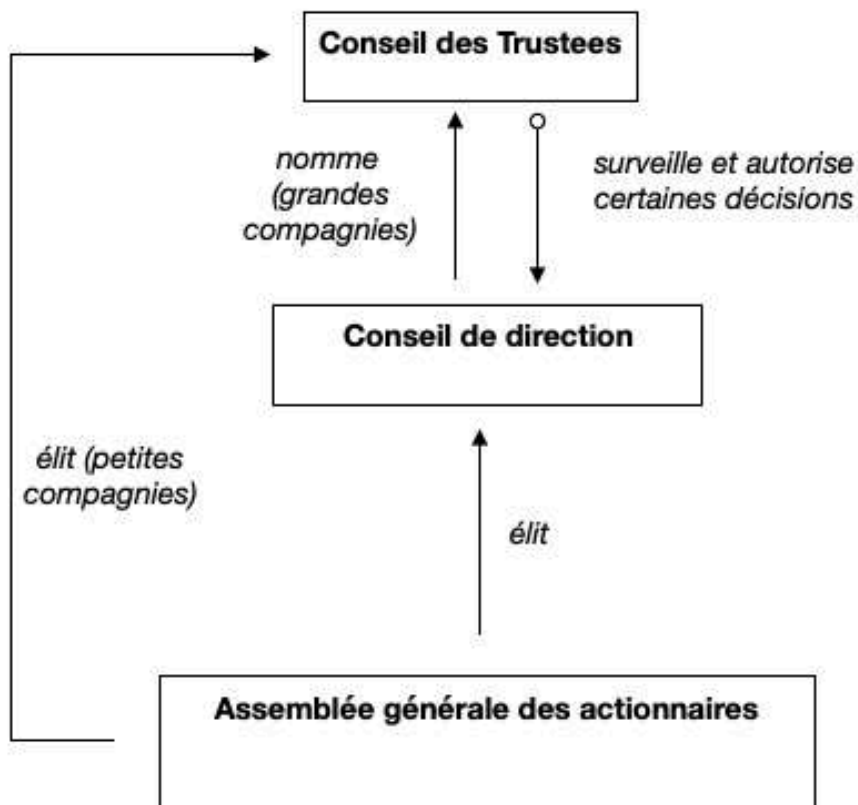 Conseil des Trustees
nomme
(grandes
compagnies)
surveille et autorise
certaines décisions
Conseil de direction
élit (petites
compagnies)
élit
Assemblée générale des actionnaires